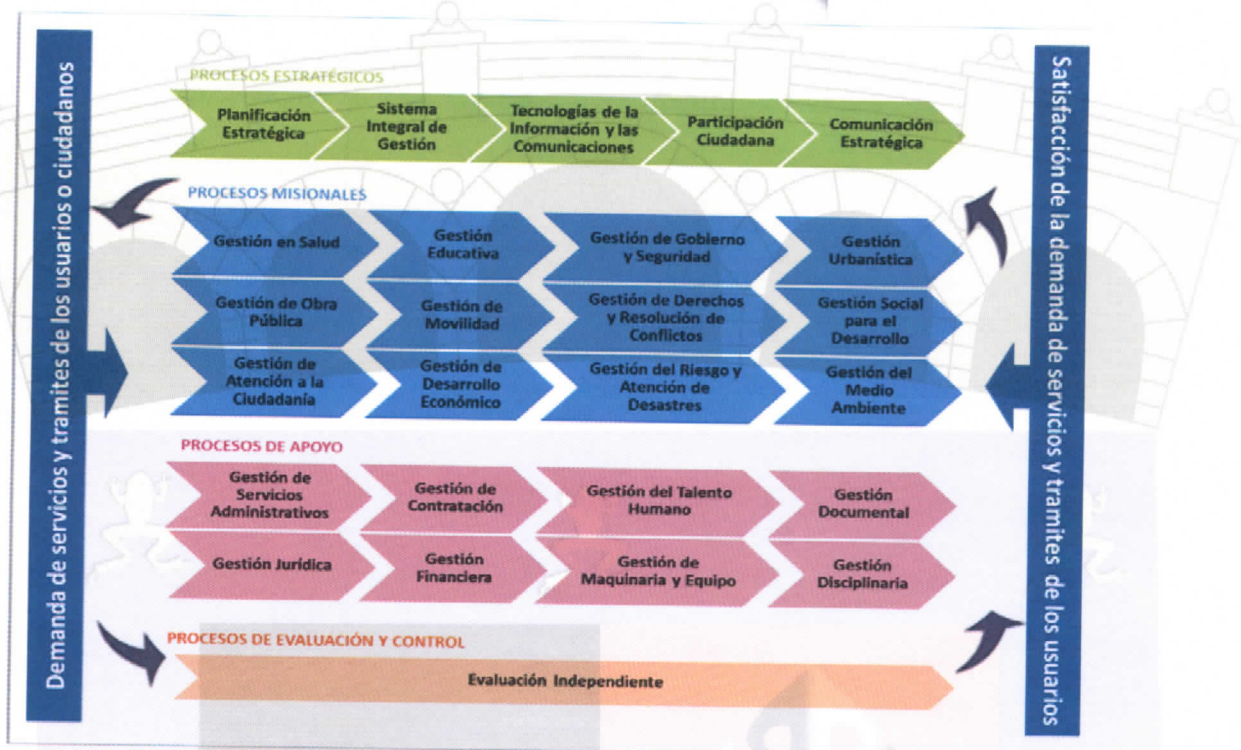 Demanda de servicios y tramites de los usuarios o ciudadanos
PROCESOS ESTRATÉGICOS
Planificación
Estratégica
Sistema
Integral de
Gestión
Tecnologías de la
Información y las
Comunicaciones
Participación
Ciudadana
Comunicación
Estratégica
PROCESOS MISIONALES
Gestión en Salud
Gestión
Educativa
Gestión de Gobierno
y Seguridad
Gestión
Urbanística
Gestión de Obra
Pública
Gestión de
Movilidad
Gestión de Derechos
y Resolución de
Conflictos
Gestión Social
para el
Desarrollo
Gestión de
Atención a la
Ciudadanía
Gestión de
Desarrollo
Económico
Gestión del Riesgo y
Atención de
Desastres
Gestión del
Medio
Ambiente
PROCESOS DE APOYO
Gestión de
Servicios
Administrativos
Gestión de
Contratación
Gestión del Talento
Humano
Gestión
Documental
Gestión Jurídica
Gestión
Financiera
Gestión de
Maquinaria y Equipo
Gestión
Disciplinaria
PROCESOS DE EVALUACIÓN Y CONTROL
Evaluación Independiente
Satisfacción de la demanda de servicios y tramites de los usuarios